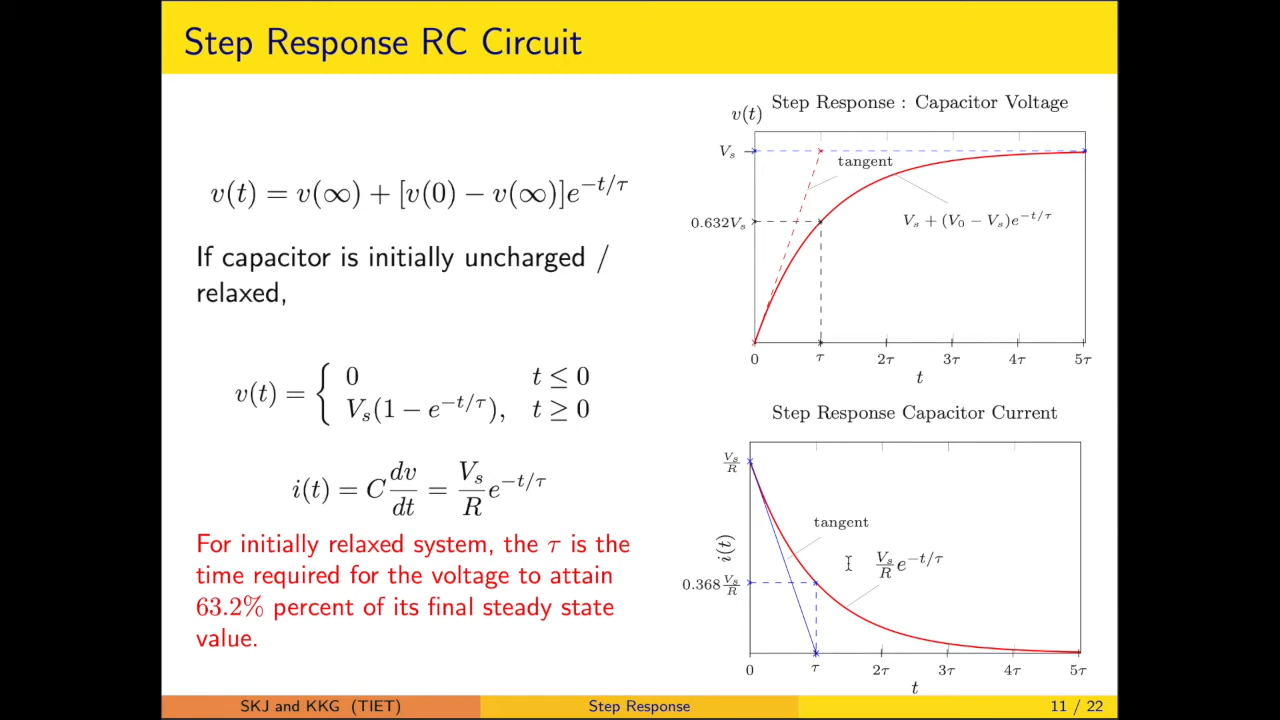 Step Response RC Circuit
v(t) = v(∞) + [v(0) − v(∞)]e^{−t/τ}
If capacitor is initially uncharged /
relaxed,
v(t) = { 0 t ≤ 0
V_s(1 − e^{−t/τ}), t ≥ 0
i(t) = C dv/dt = V_s/R e^{−t/τ}
For initially relaxed system, the τ is the
time required for the voltage to attain
63.2% percent of its final steady state
value.
Step Response : Capacitor Voltage
v(t)
V_s
tangent
0.632V_s
V_s + (V_0 − V_s)e^{−t/τ}
0 τ 2τ 3τ 4τ 5τ
t
Step Response Capacitor Current
V_s/R
tangent
i(t)
V_s/R e^{−t/τ}
0.368 V_s/R
0 τ 2τ 3τ 4τ 5τ
t
SKJ and KKG (TIET) Step Response 11 / 22